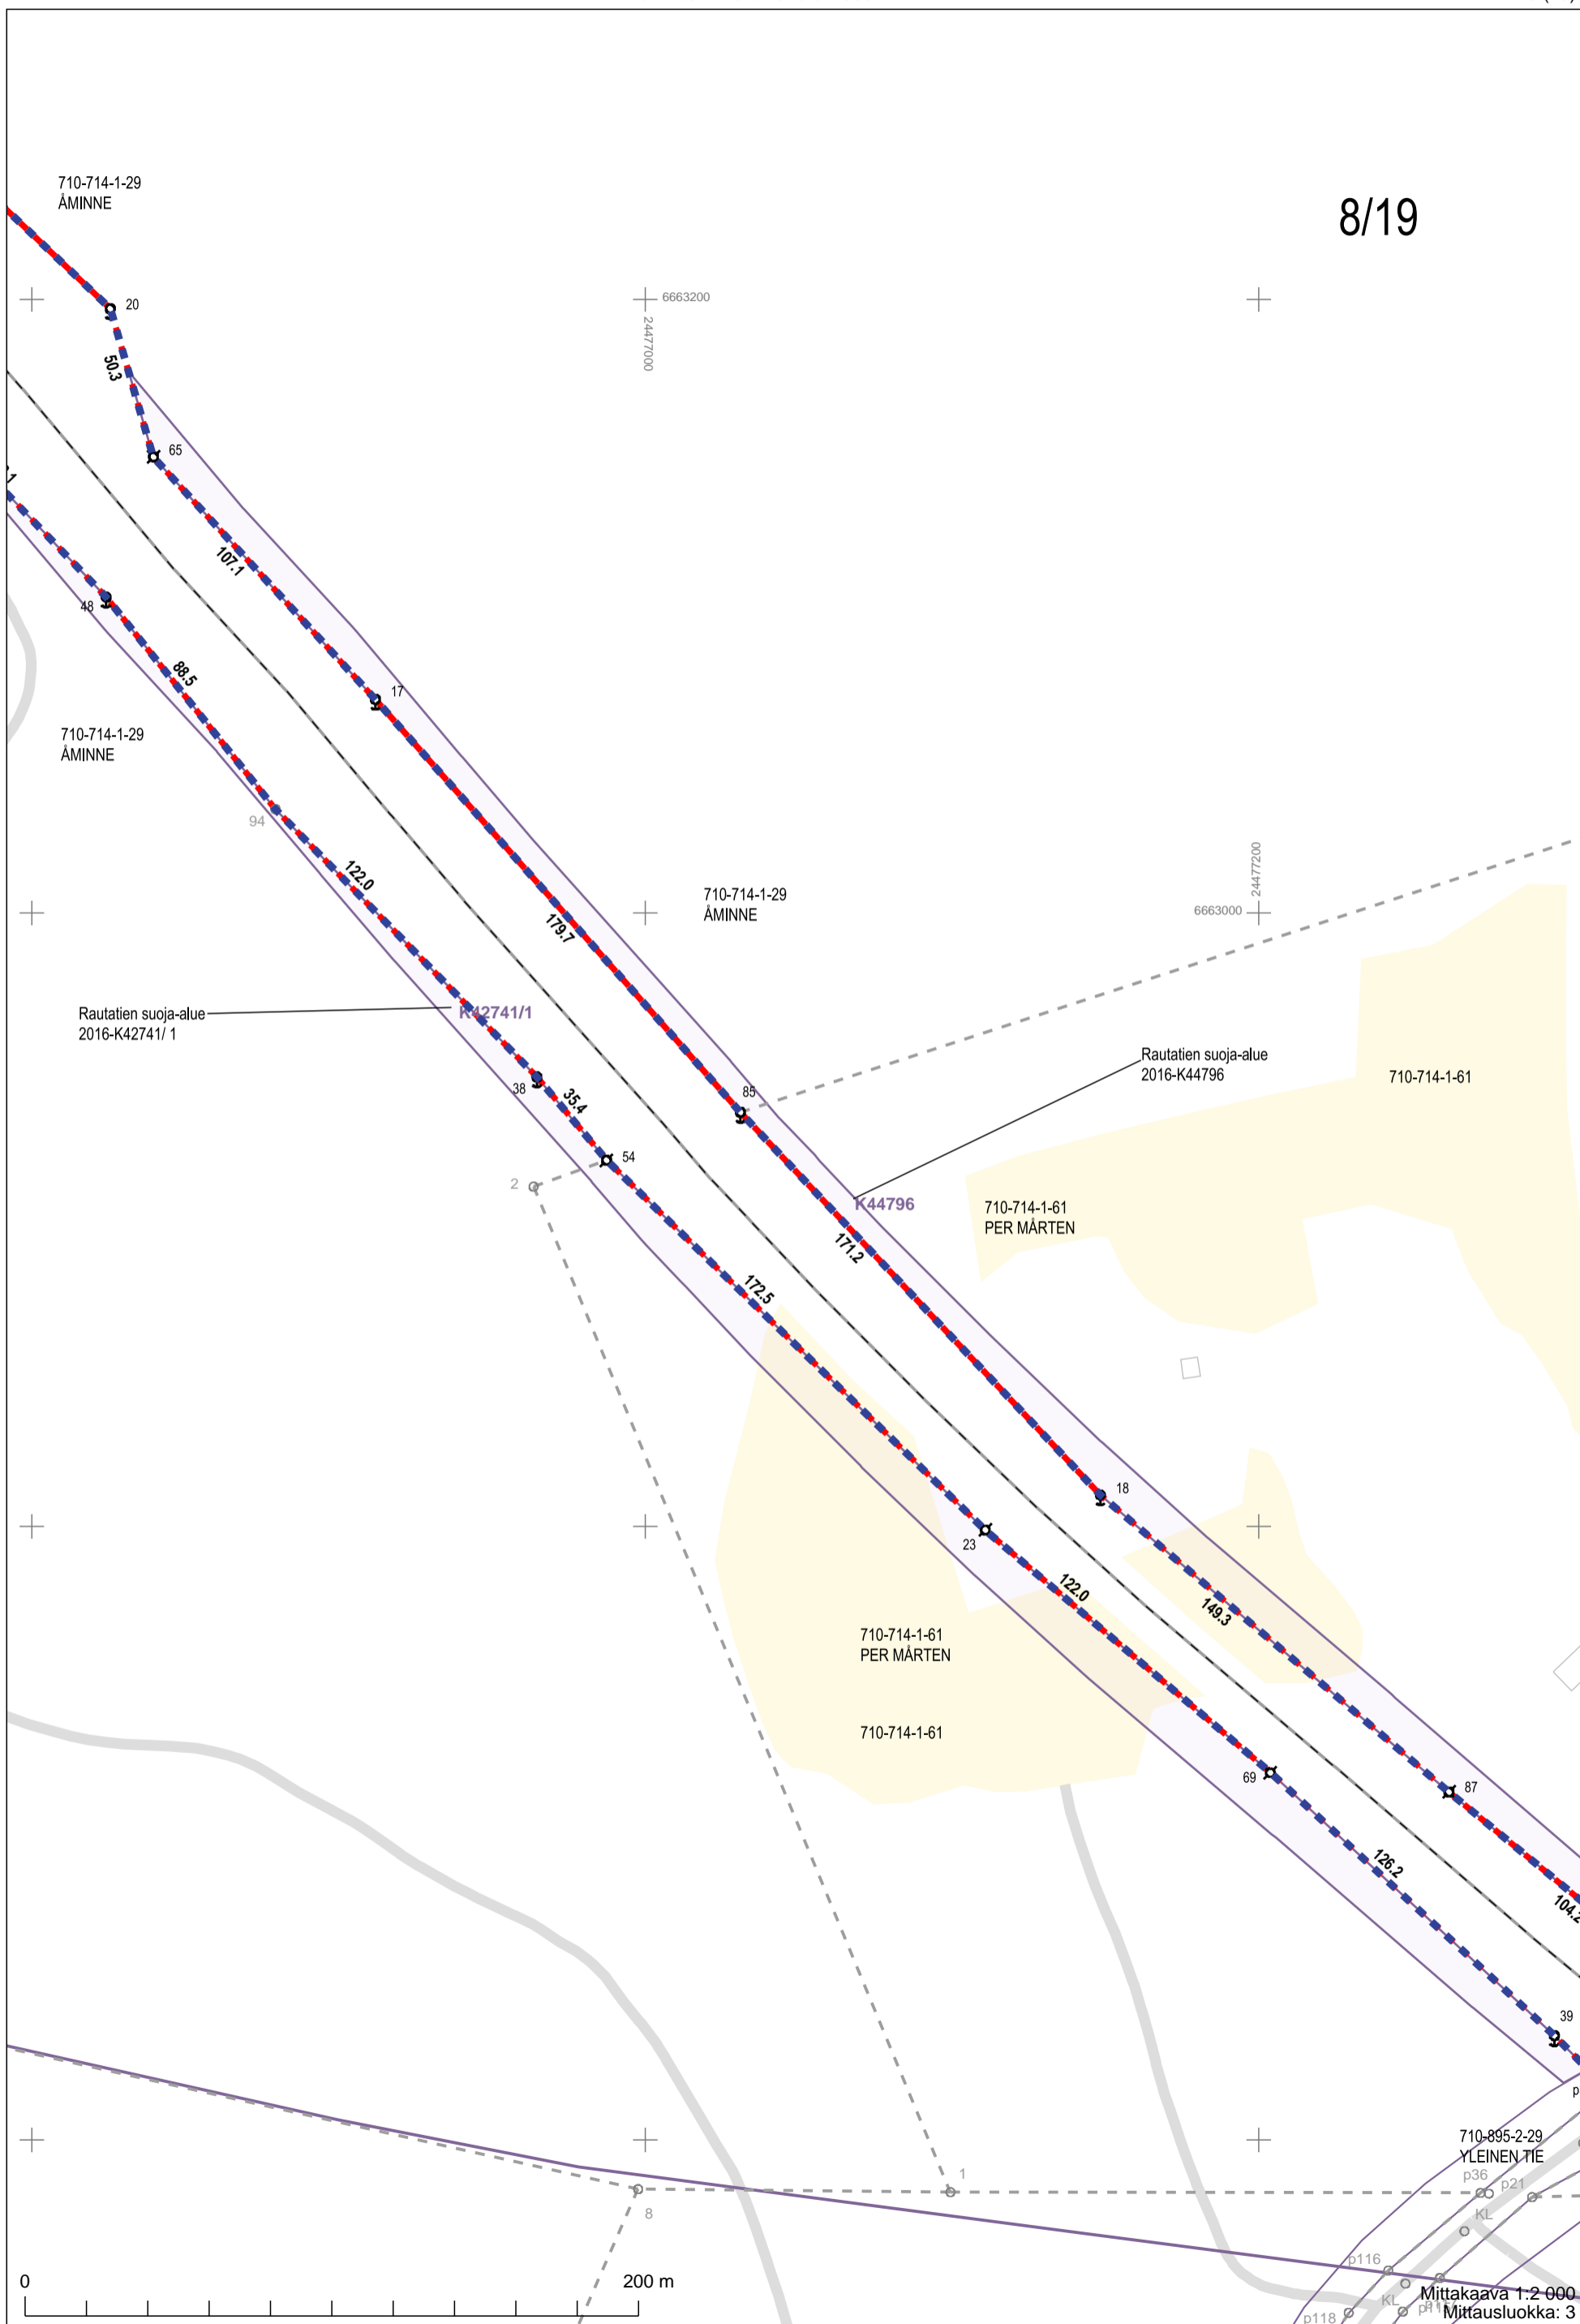 710-714-1-29
ÅMINNE
8/19
20
6663200
24477000
50.3
65
107.1
48
17
88.5
710-714-1-29
ÅMINNE
94
122.0
710-714-1-29
ÅMINNE
24477200
6663000
179.7
Rautatien suoja-alue
2016-K42741/ 1
K42741/1
Rautatien suoja-alue
2016-K44796
710-714-1-61
38
35.4
85
54
2
K44796
710-714-1-61
PER MÅRTEN
171.2
172.5
18
23
122.0
149.3
710-714-1-61
PER MÅRTEN
710-714-1-61
69
87
126.2
104.2
39
710-895-2-29
YLEINEN TIE
1
p36
p21
8
KL
p116
0
200 m
Mittakaava 1:2 000
KL
Mittausluokka: 3
p118